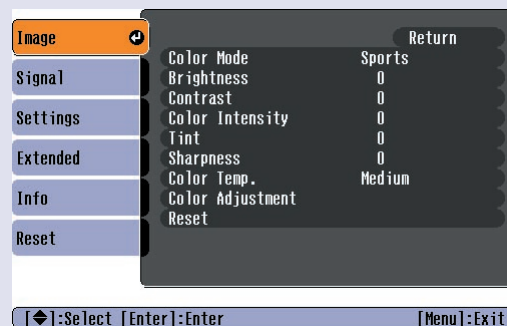 Image
Signal
Settings
Extended
Info
Reset
Return
Color Mode Sports
Brightness 0
Contrast 0
Color Intensity 0
Tint 0
Sharpness 0
Color Temp. Medium
Color Adjustment
Reset
[◆]:Select [Enter]:Enter [Menu]:Exit